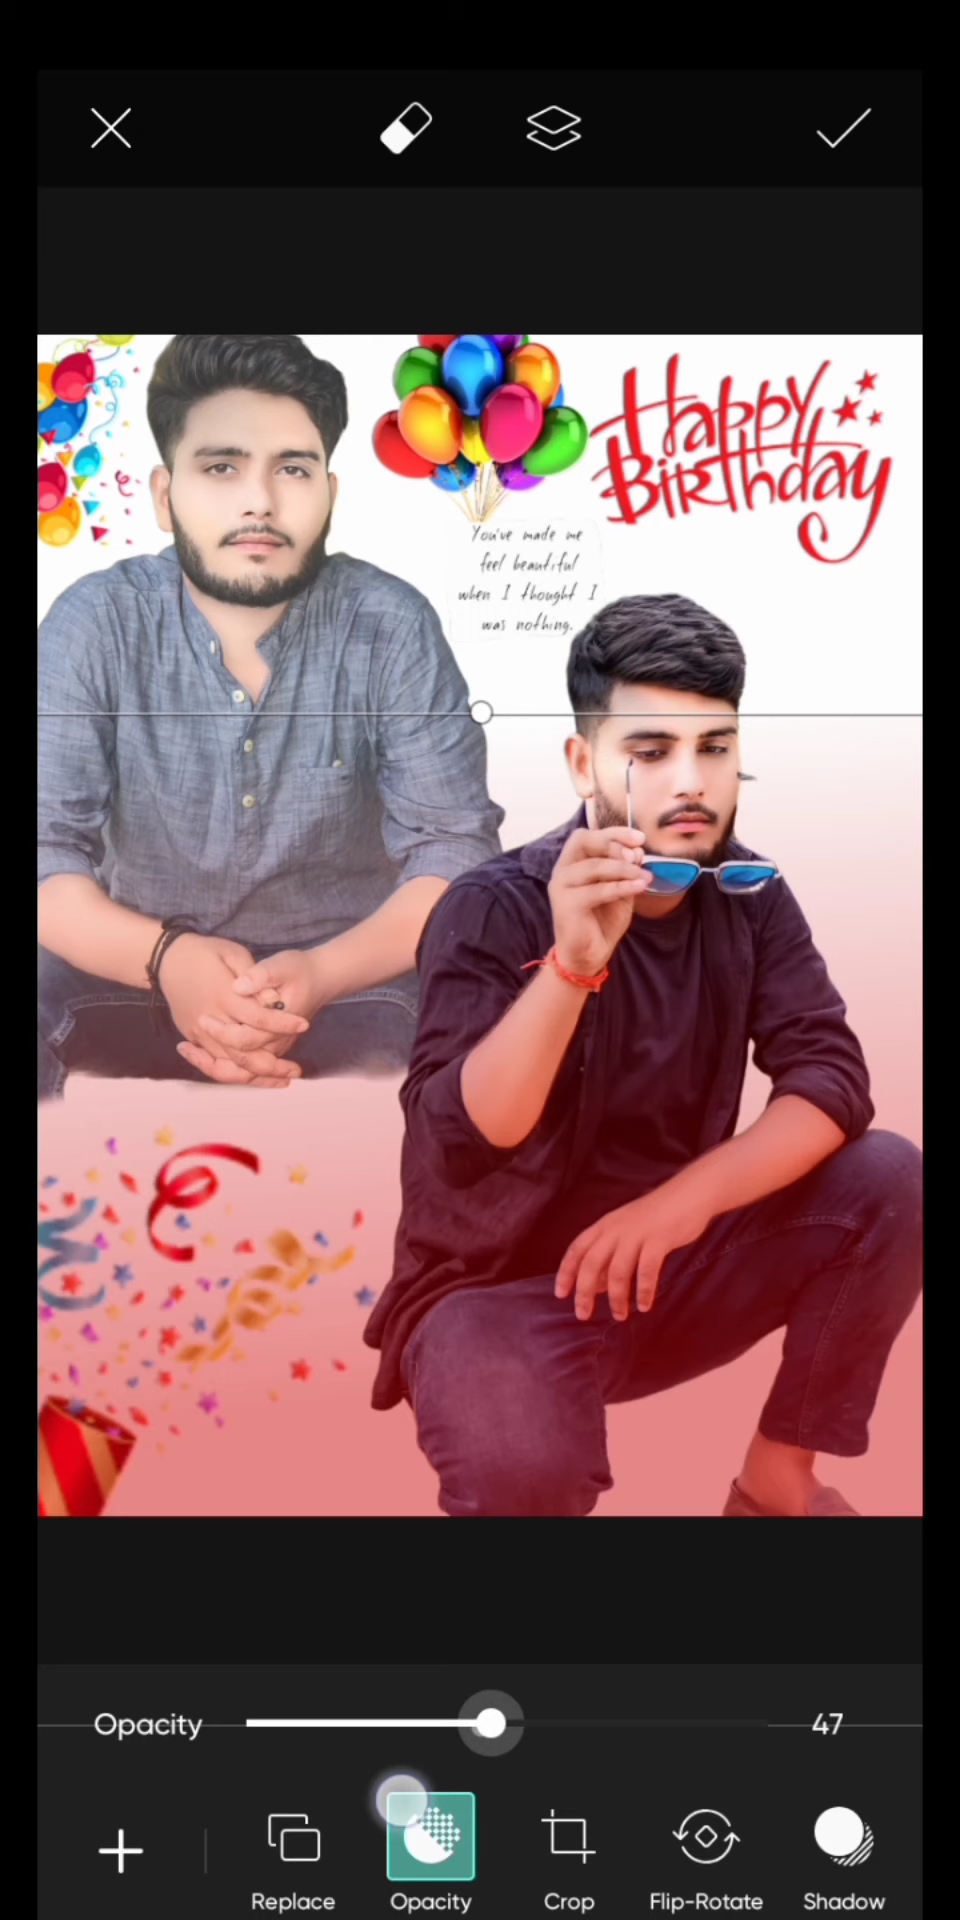 Happy
Birthday
You've made me
feel beautiful
when I thought I
was nothing.
Opacity
47
Replace
Opacity
Crop
Flip-Rotate
Shadow